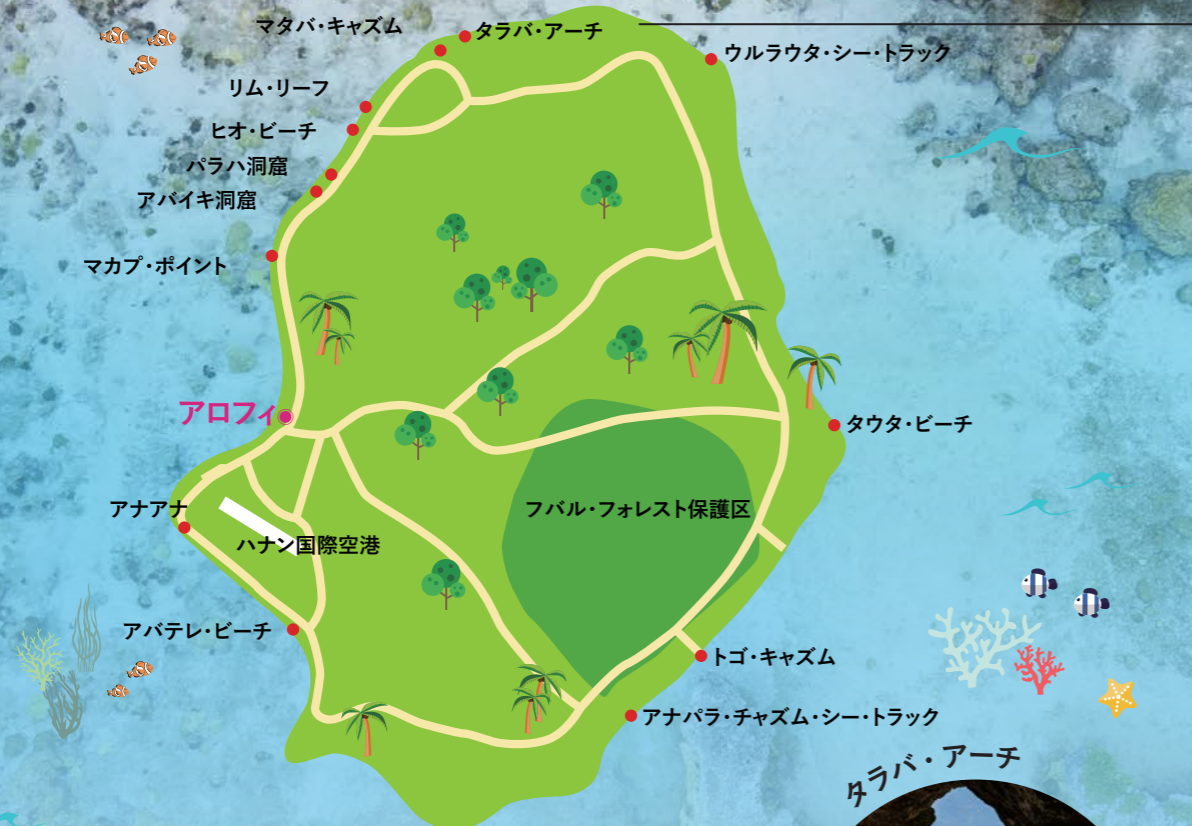 マタバ・キャズム
タラバ・アーチ
ウルラウタ・シー・トラック
リム・リーフ
ヒオ・ビーチ
パラハ洞窟
アバイキ洞窟
マカプ・ポイント
アロフィ
タウタ・ビーチ
アナアナ
フバル・フォレスト保護区
ハナン国際空港
アバテレ・ビーチ
トゴ・キャズム
アナパラ・チャズム・シー・トラック
タラバ・アーチ